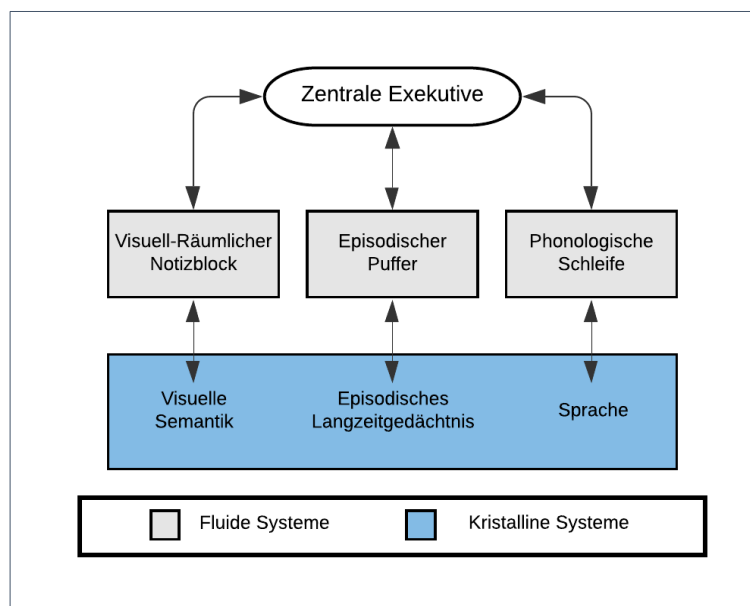 Zentrale Exekutive
Visuell-Räumlicher
Notizblock
Episodischer
Puffer
Phonologische
Schleife
Visuelle
Semantik
Episodisches
Langzeitgedächtnis
Sprache
Fluide Systeme
Kristalline Systeme